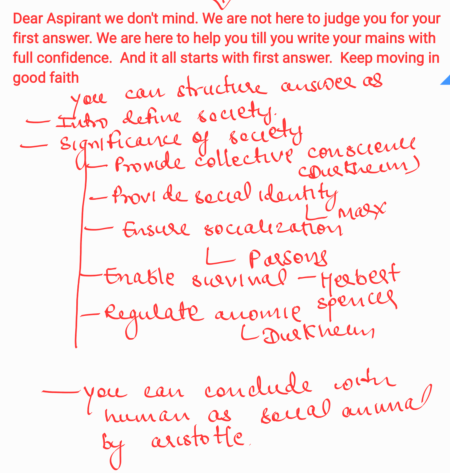 Dear Aspirant we don't mind. We are not here to judge you for your
first answer. We are here to help you till you write your mains with
full confidence. And it all starts with first answer. Keep moving in
good faith
you can structure answer as
— Intro define society.
— Significance of society
— Provide collective conscience
(Durkheim)
— Provide social identity
└ Marx
— Ensure socialization
└ Parsons
— Enable survival — Herbert
spencer
— Regulate anomie
└ Durkheim
— you can conclude with
human as social animal
by aristotle.